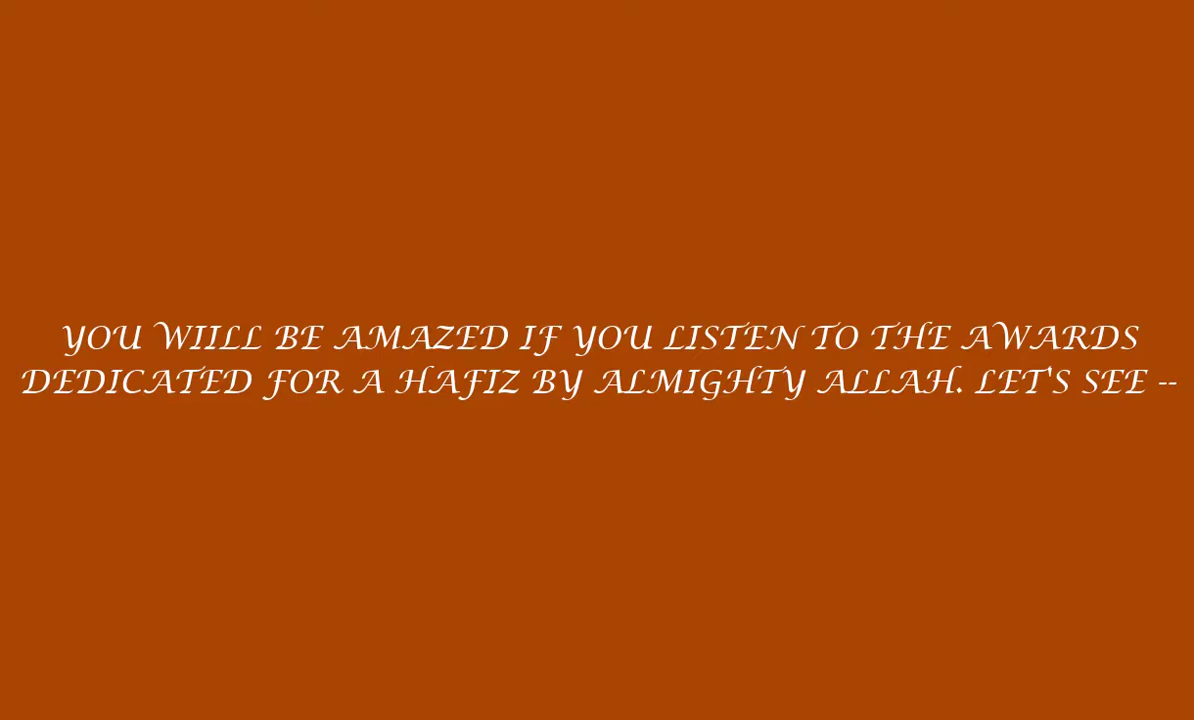 YOU WIILL BE AMAZED IF YOU LISTEN TO THE AWARDS
DEDICATED FOR A HAFIZ BY ALMIGHTY ALLAH. LET'S SEE --